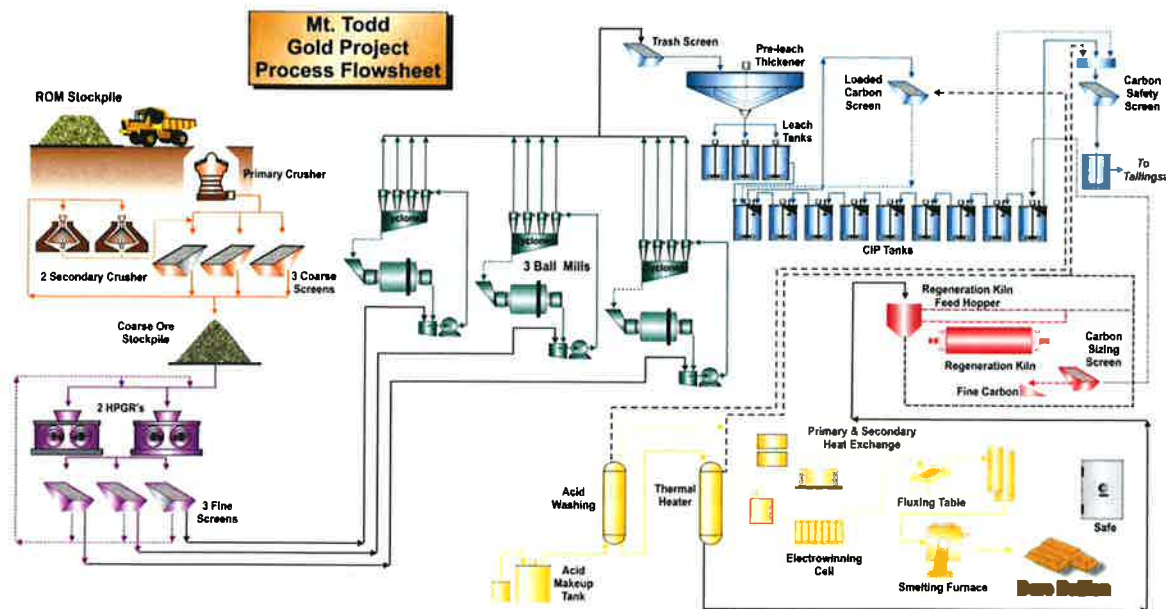 Mt. Todd
Gold Project
Process Flowsheet
ROM Stockpile
Primary Crusher
2 Secondary Crusher
3 Coarse
Screens
Coarse Ore
Stockpile
2 HPGR's
3 Fine
Screens
Cyclones
Cyclones
Cyclones
3 Ball Mills
Trash Screen
Pre-leach
Thickener
Leach
Tanks
Loaded
Carbon
Screen
Carbon
Safety
Screen
To
Tailings
CIP Tanks
Regeneration Kiln
Feed Hopper
Regeneration Kiln
Carbon
Sizing
Screen
Fine Carbon
Acid
Washing
Acid
Makeup
Tank
Thermal
Heater
Primary & Secondary
Heat Exchange
Electrowinning
Cell
Fluxing Table
Smelting Furnace
Safe